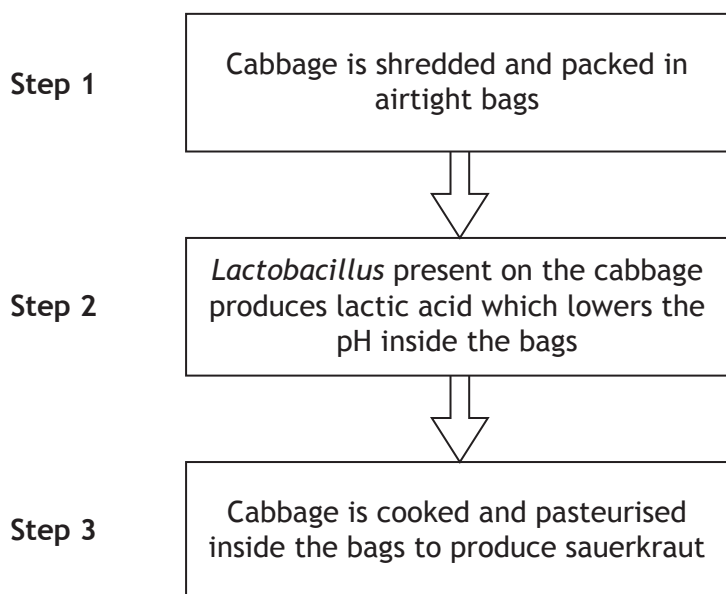 Step 1
Cabbage is shredded and packed in
airtight bags
Step 2
Lactobacillus present on the cabbage
produces lactic acid which lowers the
pH inside the bags
Step 3
Cabbage is cooked and pasteurised
inside the bags to produce sauerkraut